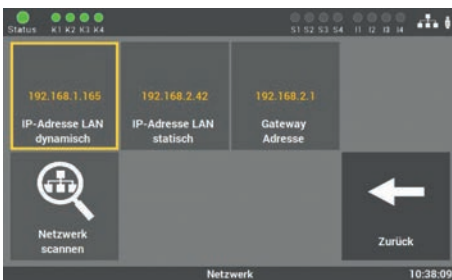 Status K1 K2 K3 K4 S1 S2 S3 S4 I1 I2 I3 I4
192.168.1.165 192.168.2.42 192.168.2.1
IP-Adresse LAN IP-Adresse LAN Gateway
dynamisch statisch Adresse
Netzwerk
scannen
Zurück
Netzwerk 10:38:09